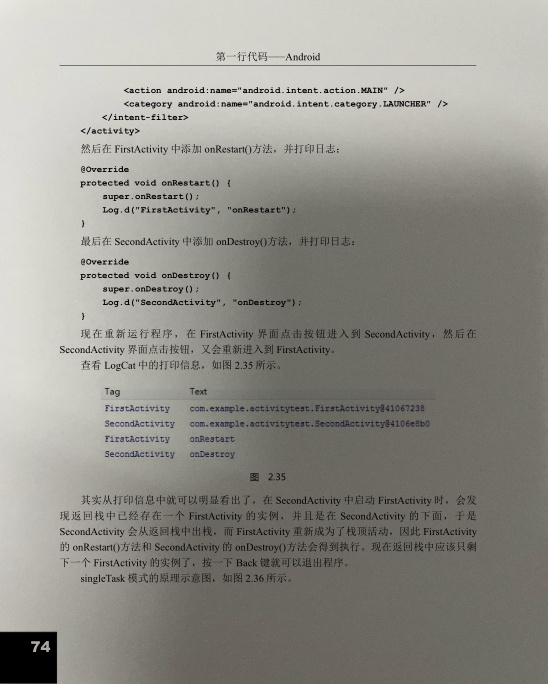 第一行代码——Android
<action android:name="android.intent.action.MAIN" />
<category android:name="android.intent.category.LAUNCHER" />
</intent-filter>
</activity>
然后在 FirstActivity 中添加 onRestart()方法，并打印日志：
@Override
protected void onRestart() {
super.onRestart();
Log.d("FirstActivity", "onRestart");
}
最后在 SecondActivity 中添加 onDestroy()方法，并打印日志：
@Override
protected void onDestroy() {
super.onDestroy();
Log.d("SecondActivity", "onDestroy");
}
现在重新运行程序，在 FirstActivity 界面点击按钮进入到 SecondActivity，然后在
SecondActivity 界面点击按钮，又会重新进入到 FirstActivity。
查看 LogCat 中的打印信息，如图 2.35 所示。
Tag Text
FirstActivity com.example.activitytest.FirstActivity@41067238
SecondActivity com.example.activitytest.SecondActivity@4106e8b0
FirstActivity onRestart
SecondActivity onDestroy
图 2.35
其实从打印信息中就可以明显看出了，在 SecondActivity 中启动 FirstActivity 时，会发
现返回栈中已经存在一个 FirstActivity 的实例，并且是在 SecondActivity 的下面，于是
SecondActivity 会从返回栈中出栈，而 FirstActivity 重新成为了栈顶活动，因此 FirstActivity
的 onRestart()方法和 SecondActivity 的 onDestroy()方法会得到执行。现在返回栈中应该只剩
下一个 FirstActivity 的实例了，按一下 Back 键就可以退出程序。
singleTask 模式的原理示意图，如图 2.36 所示。
74